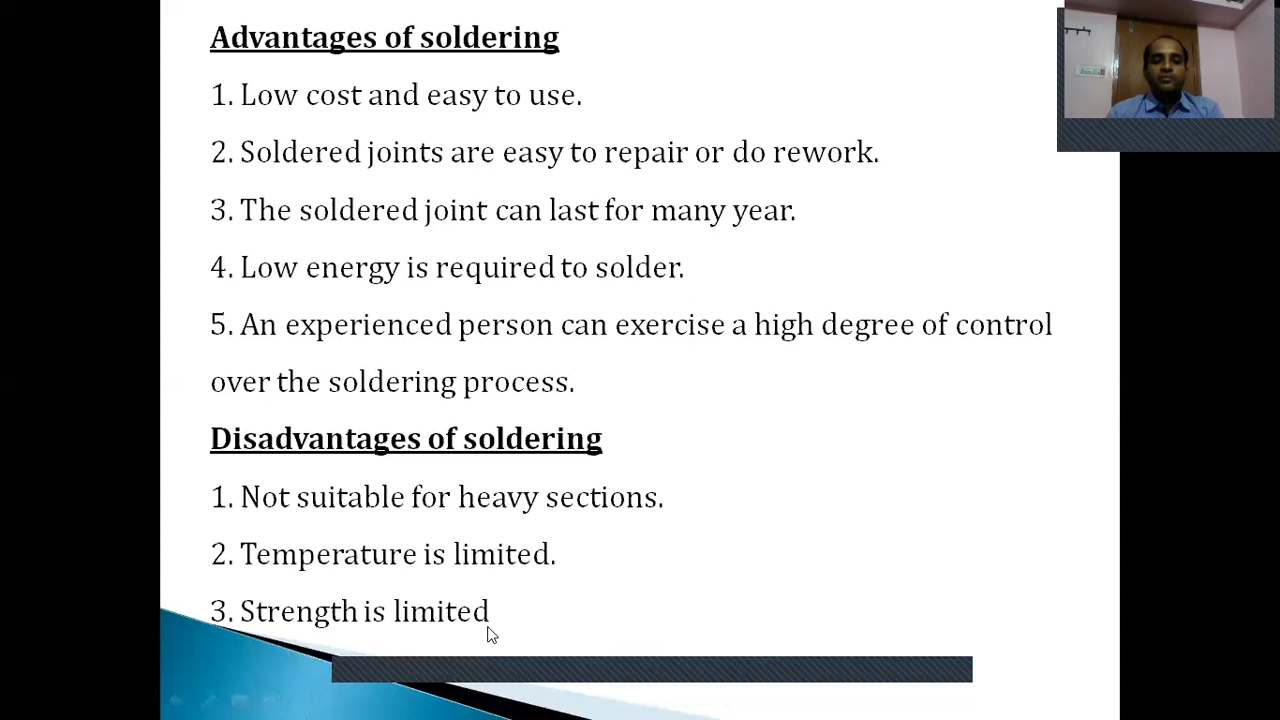 Advantages of soldering
1. Low cost and easy to use.
2. Soldered joints are easy to repair or do rework.
3. The soldered joint can last for many year.
4. Low energy is required to solder.
5. An experienced person can exercise a high degree of control
over the soldering process.
Disadvantages of soldering
1. Not suitable for heavy sections.
2. Temperature is limited.
3. Strength is limited